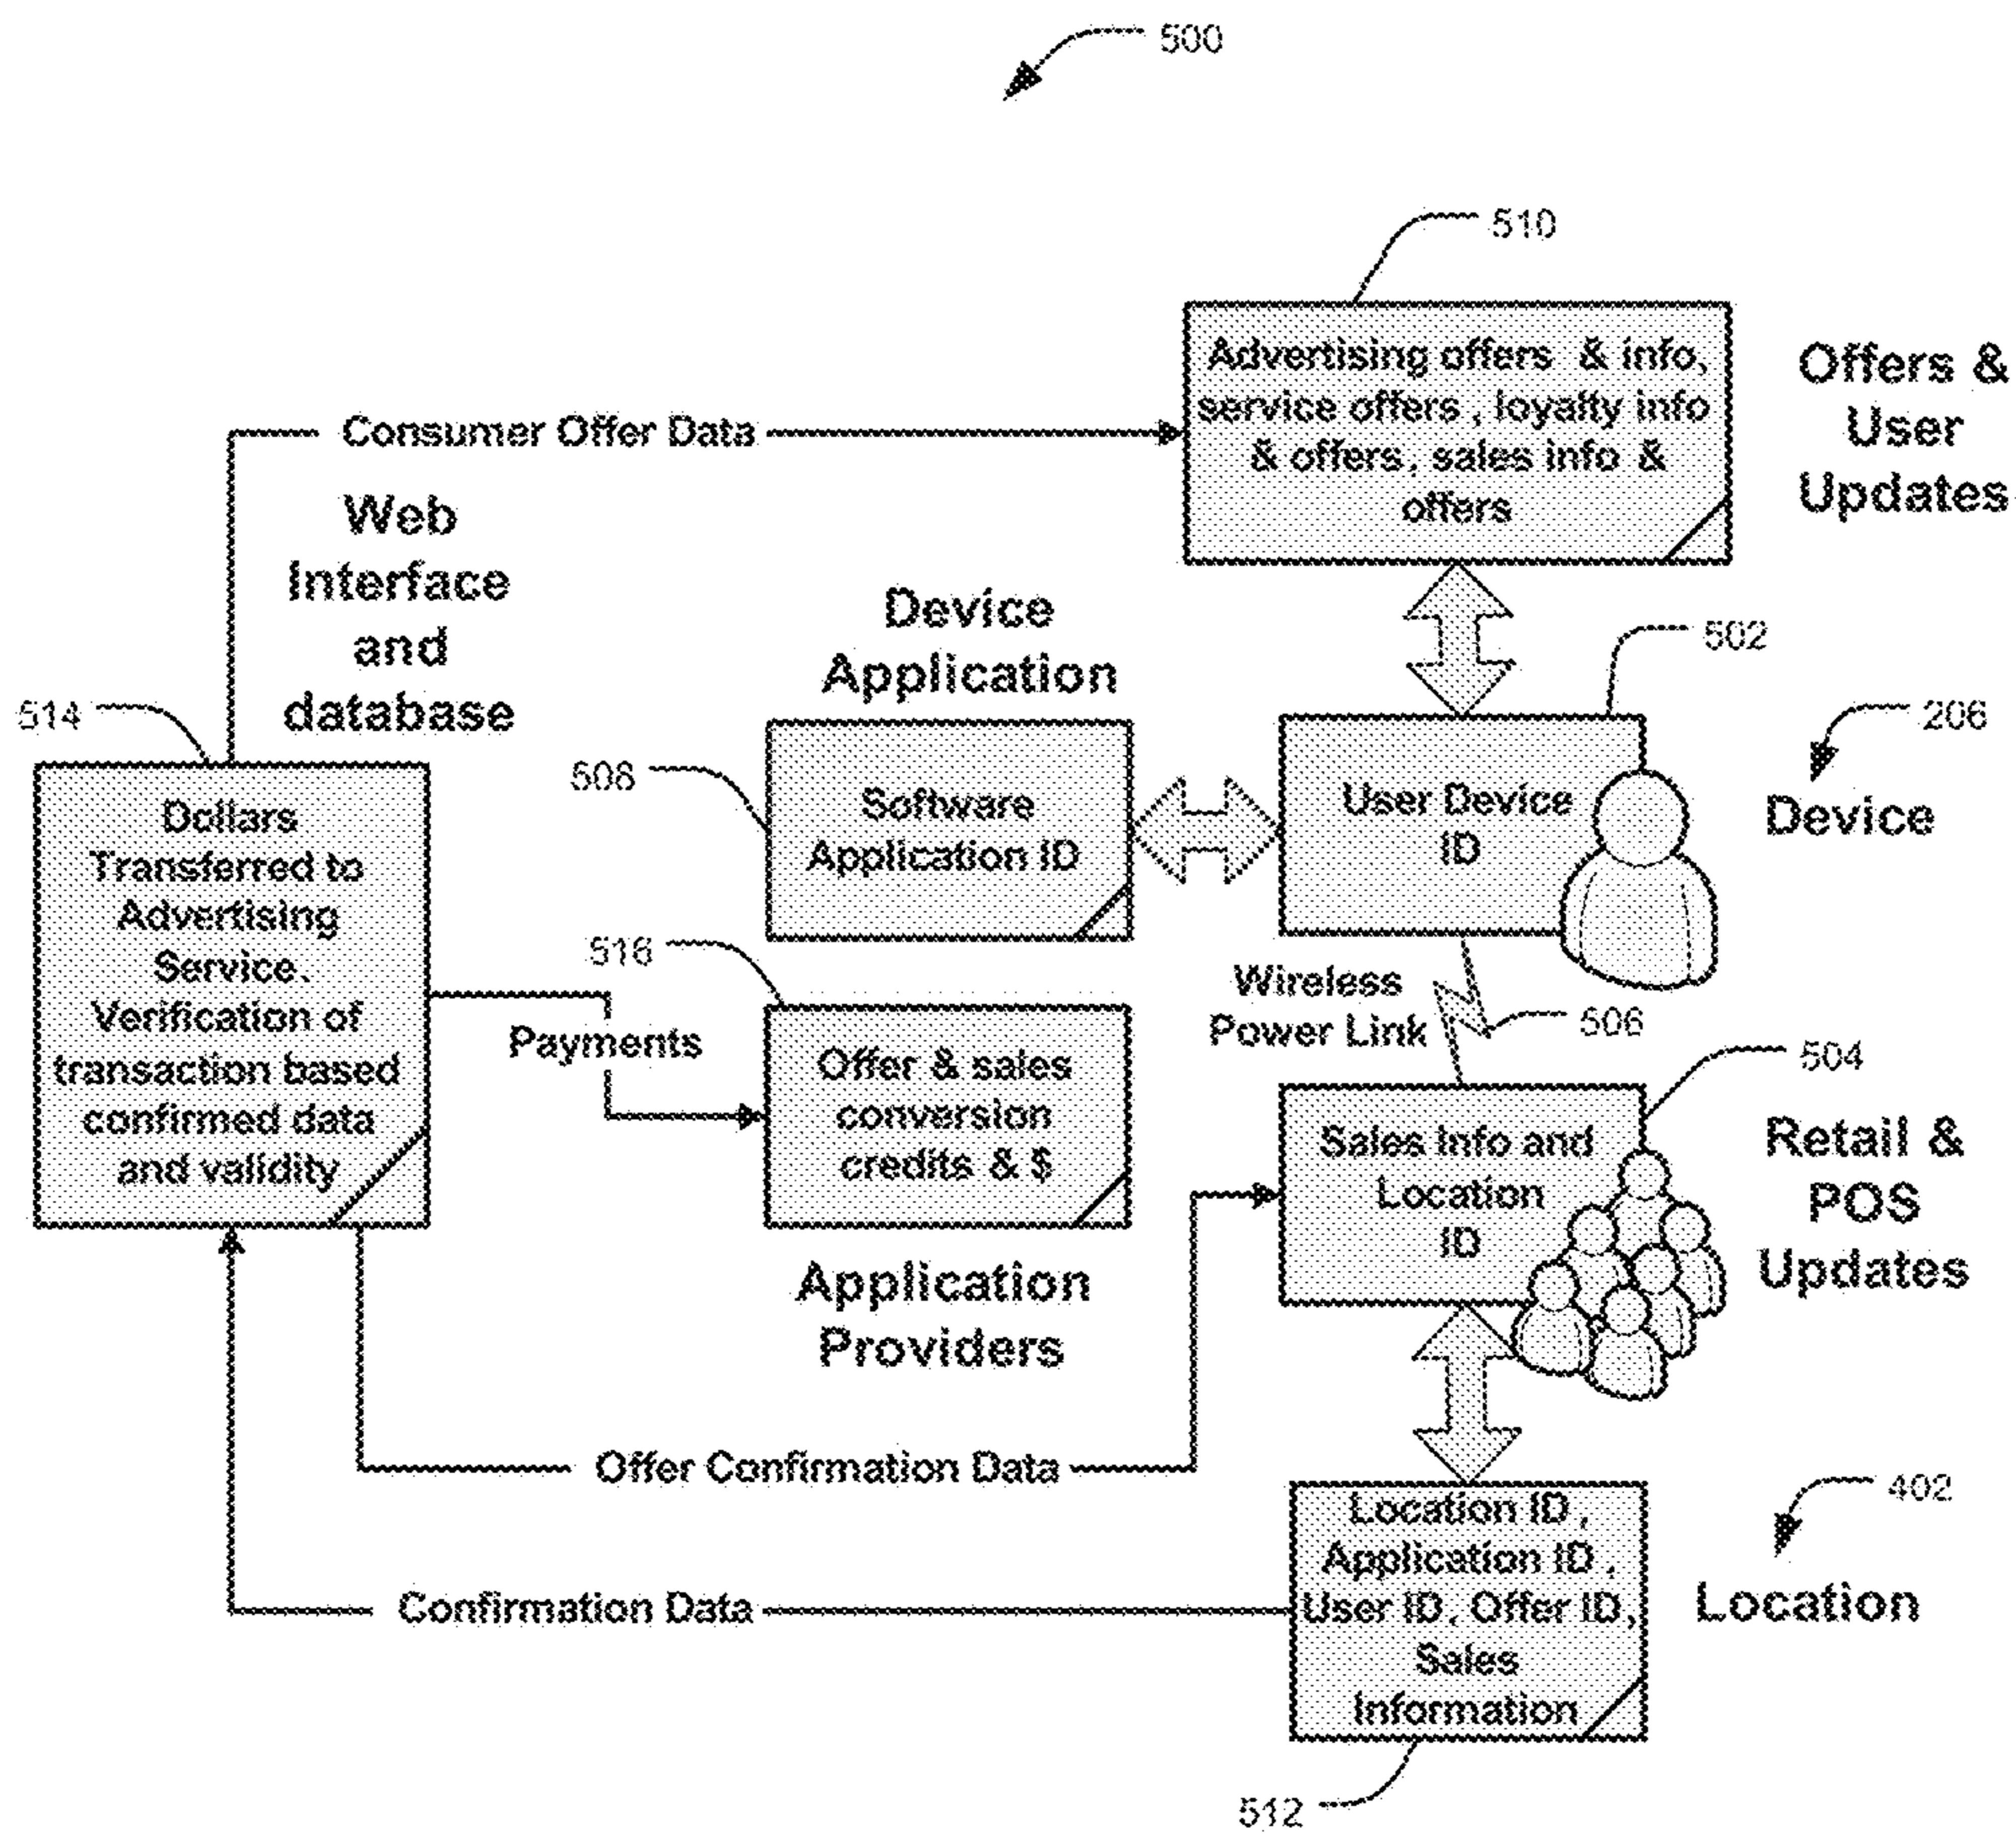 500
510
Advertising offers & info,
service offers, loyalty info
& offers, sales info &
offers
Offers &
User
Updates
Consumer Offer Data
Web
Interface
and
database
Device
Application
502
206
Device
514
508
Software
Application ID
User Device
ID
Dollars
Transferred to
Advertising
Service.
Verification of
transaction based
confirmed data
and validity
516
Wireless
Power Link
506
Payments
504
Offer & sales
conversion
credits & $
Sales Info and
Location
ID
Retail &
POS
Updates
Application
Providers
Offer Confirmation Data
402
Location ID,
Application ID,
User ID, Offer ID,
Sales
Information
Location
Confirmation Data
512